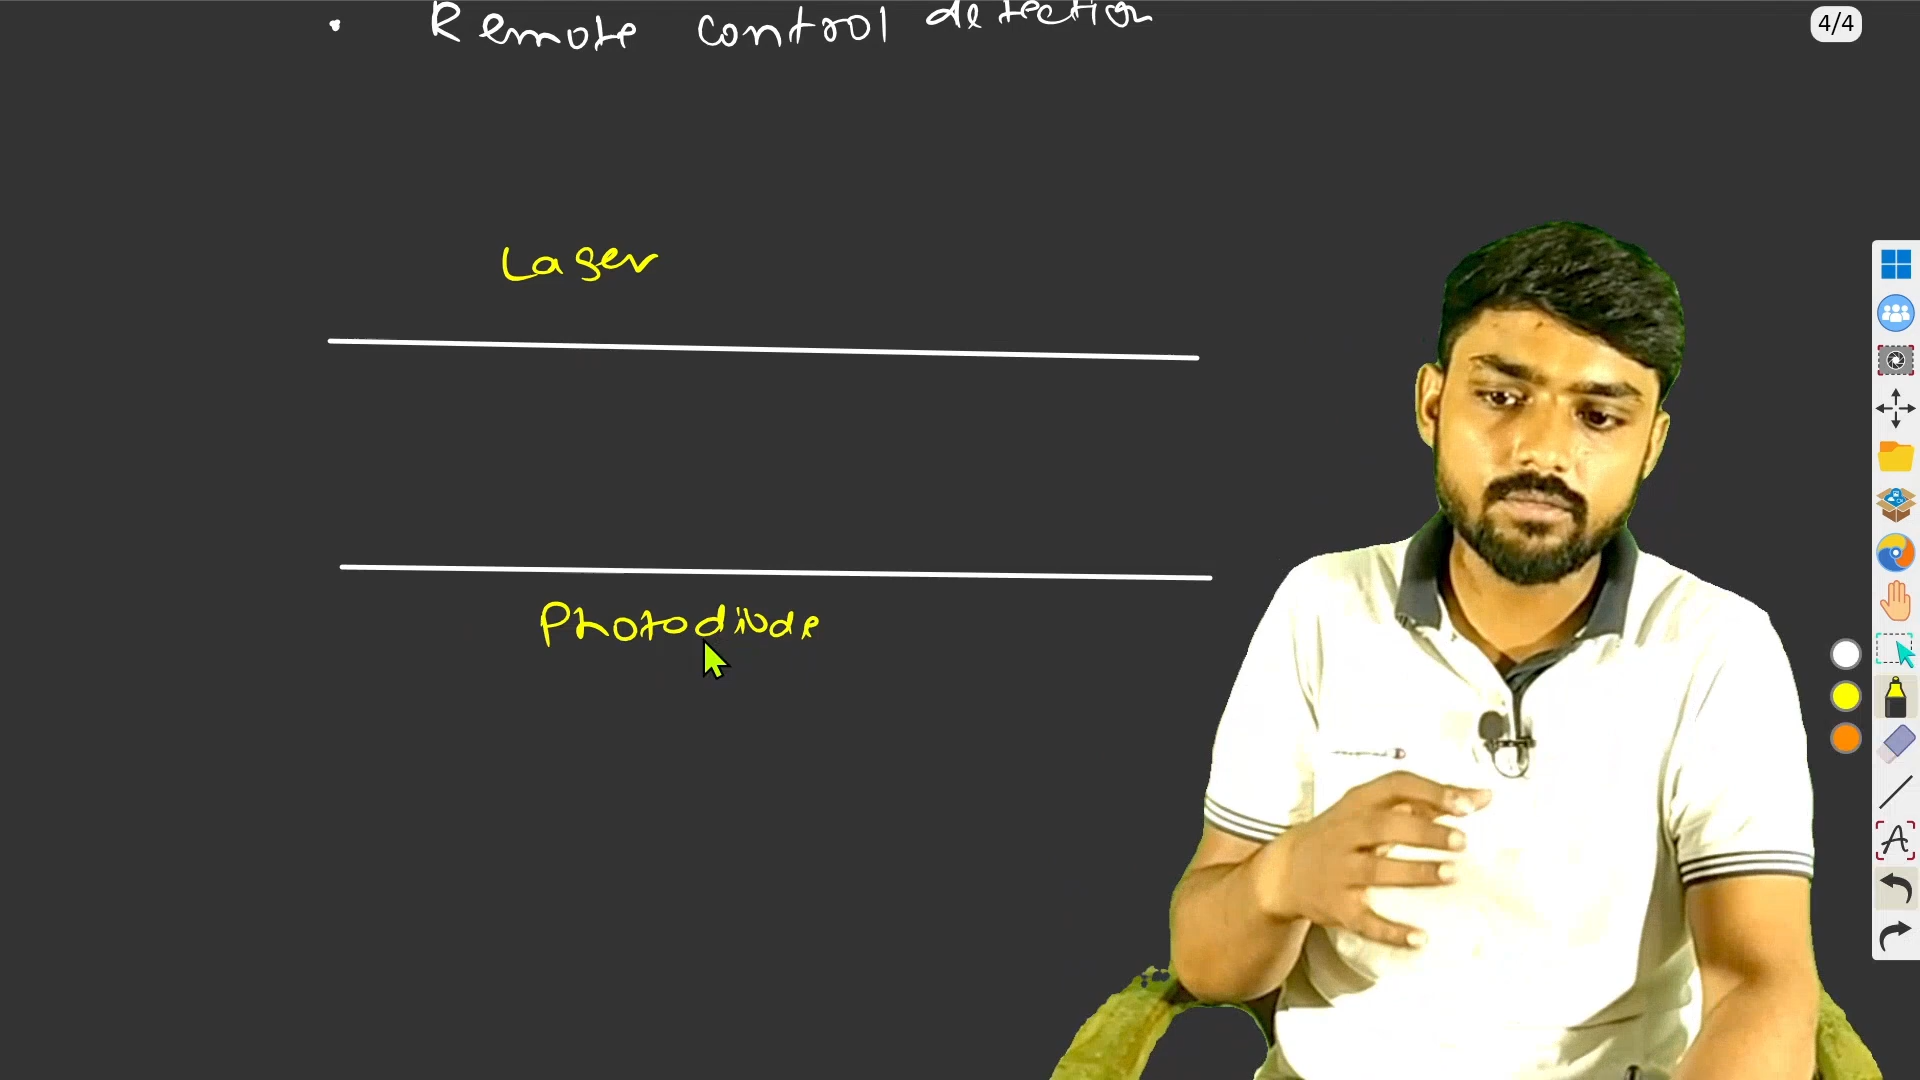 • Remote control detection
4/4
Laser
Photodiode